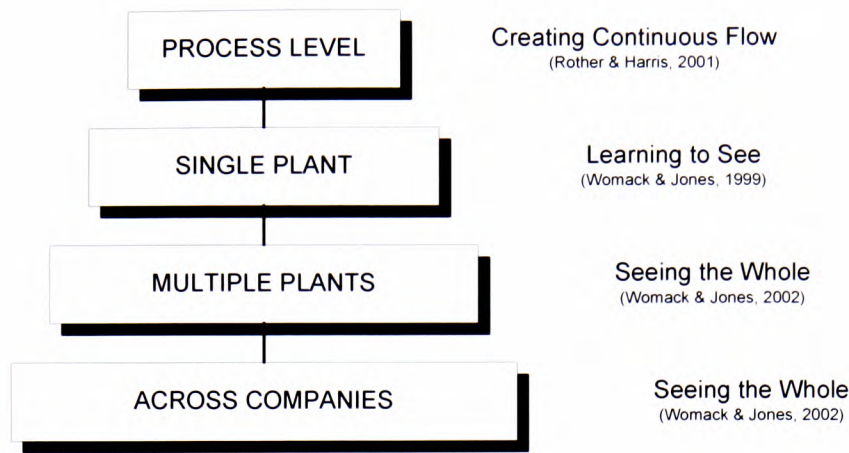 PROCESS LEVEL
Creating Continuous Flow
(Rother & Harris, 2001)
SINGLE PLANT
Learning to See
(Womack & Jones, 1999)
MULTIPLE PLANTS
Seeing the Whole
(Womack & Jones, 2002)
ACROSS COMPANIES
Seeing the Whole
(Womack & Jones, 2002)